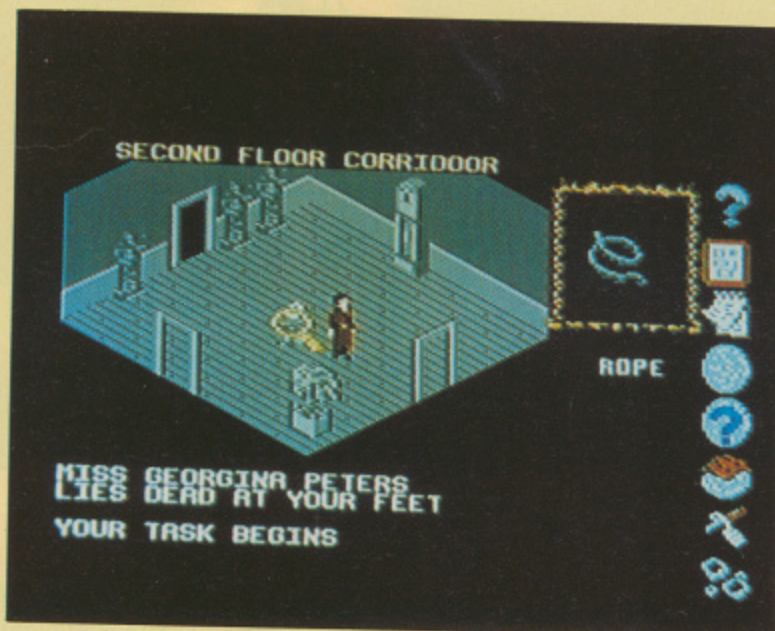 SECOND FLOOR CORRIDOOR
ROPE
MISS GEORGINA PETERS
LIES DEAD AT YOUR FEET
YOUR TASK BEGINS